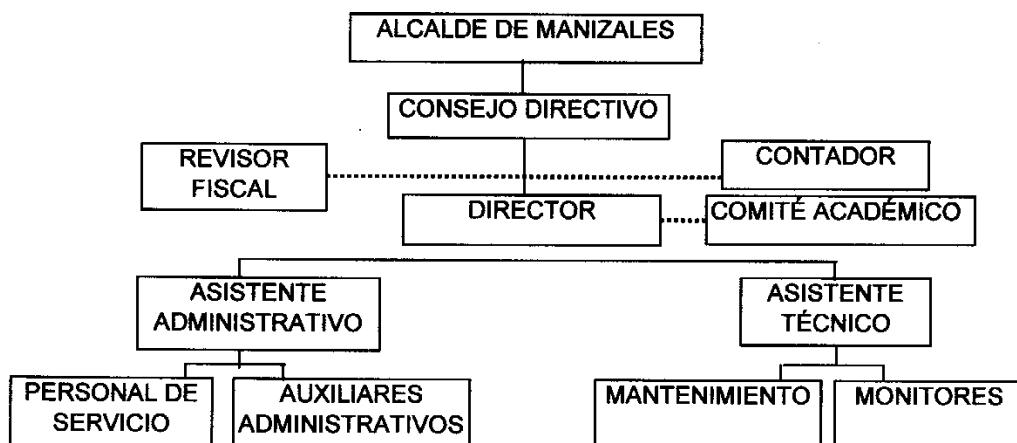 ALCALDE DE MANIZALES
CONSEJO DIRECTIVO
REVISOR
FISCAL
CONTADOR
DIRECTOR
COMITÉ ACADÉMICO
ASISTENTE
ADMINISTRATIVO
ASISTENTE
TÉCNICO
PERSONAL DE
SERVICIO
AUXILIARES
ADMINISTRATIVOS
MANTENIMIENTO
MONITORES